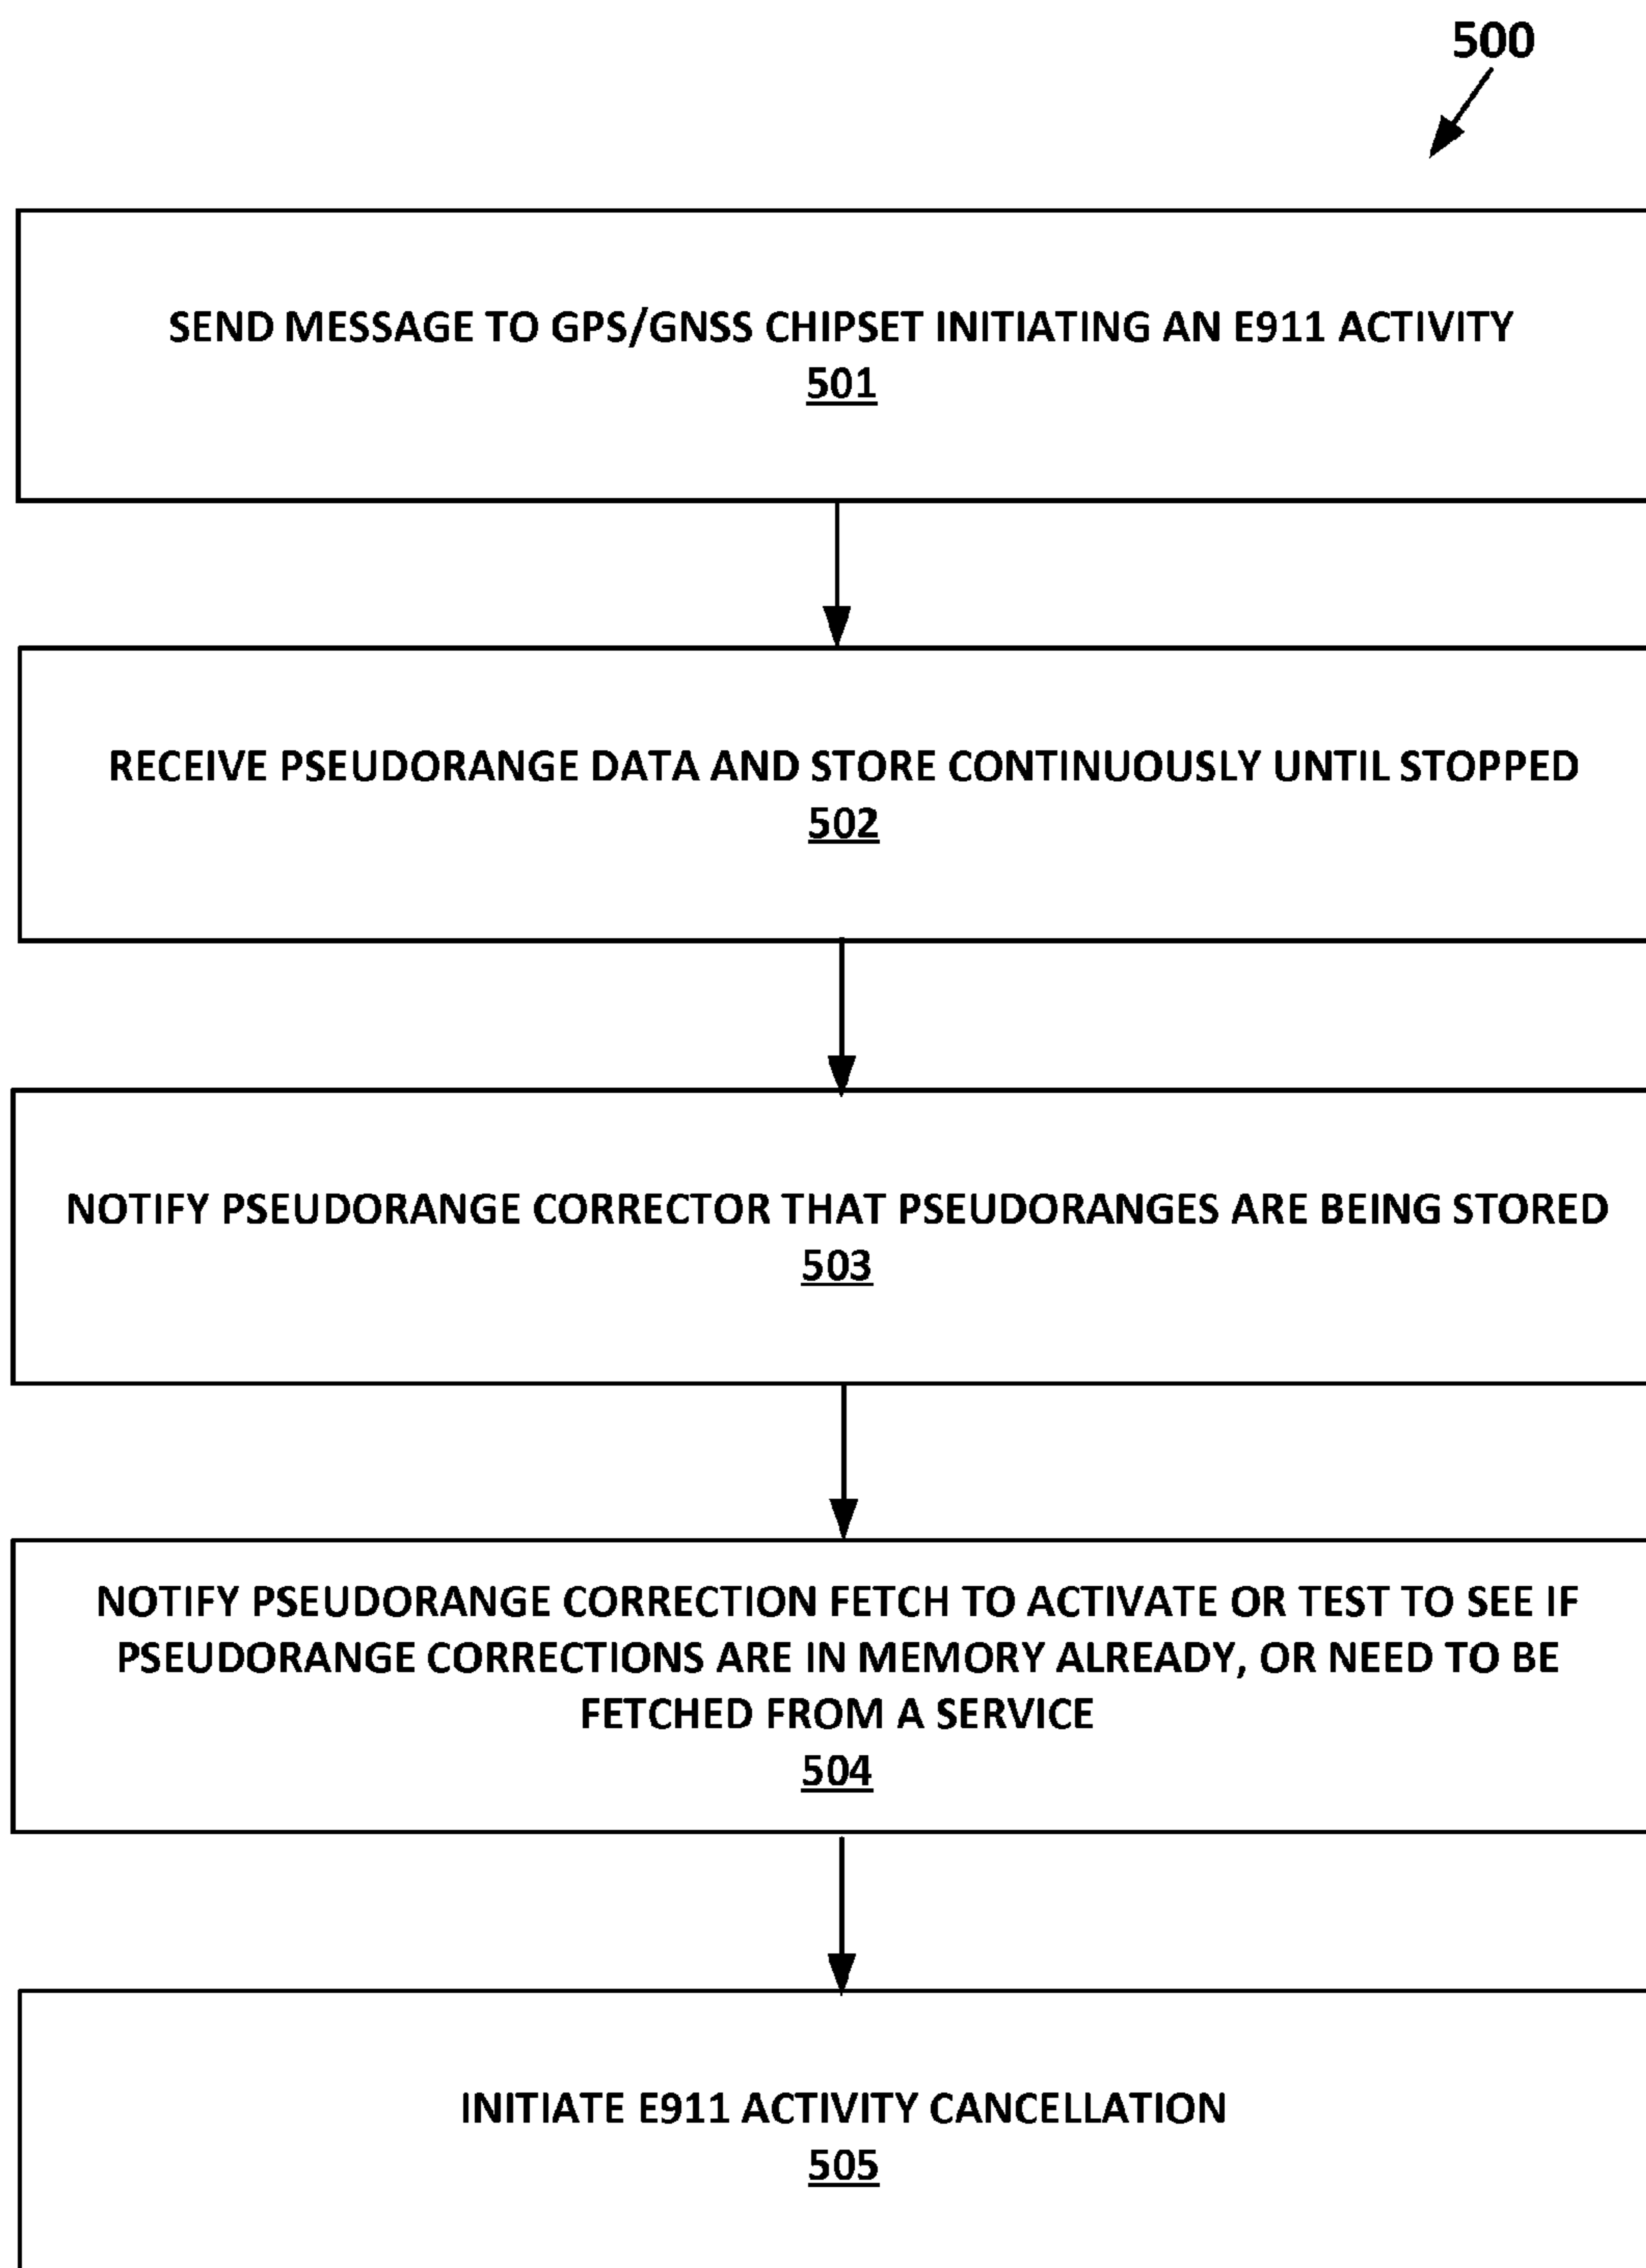 500
SEND MESSAGE TO GPS/GNSS CHIPSET INITIATING AN E911 ACTIVITY
501
RECEIVE PSEUDORANGE DATA AND STORE CONTINUOUSLY UNTIL STOPPED
502
NOTIFY PSEUDORANGE CORRECTOR THAT PSEUDORANGES ARE BEING STORED
503
NOTIFY PSEUDORANGE CORRECTION FETCH TO ACTIVATE OR TEST TO SEE IF
PSEUDORANGE CORRECTIONS ARE IN MEMORY ALREADY, OR NEED TO BE
FETCHED FROM A SERVICE
504
INITIATE E911 ACTIVITY CANCELLATION
505